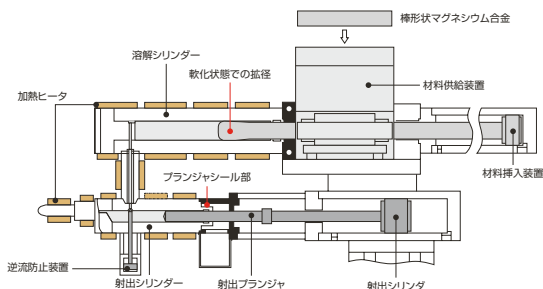 棒形状マグネシウム合金
溶解シリンダー
軟化状態での拡径
材料供給装置
加熱ヒータ
プランジャシール部
材料挿入装置
逆流防止装置
射出シリンダー
射出プランジャ
射出シリンダ